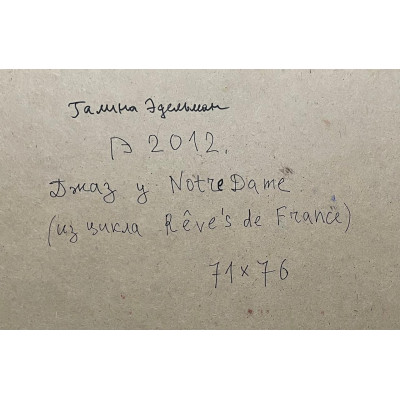 Галина Эдельман
ГЭ 2012.
Джаз у NotreDame
(из цикла Rêve's de France)
71×76